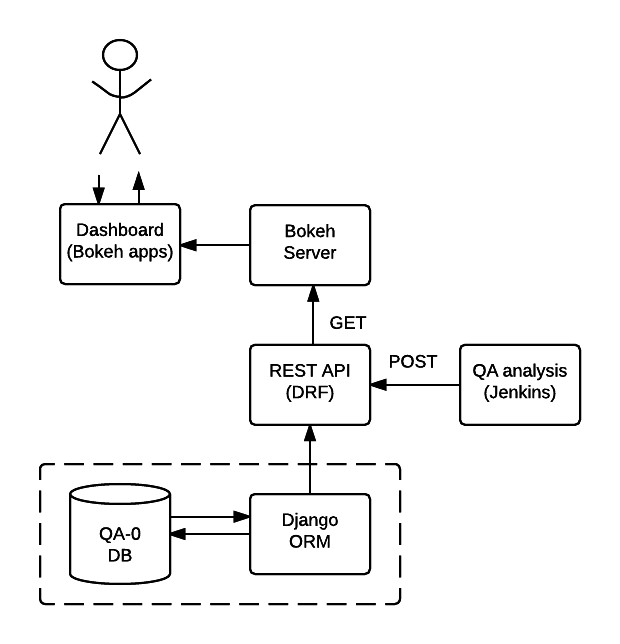 Dashboard
(Bokeh apps)
Bokeh
Server
GET
REST API
(DRF)
POST
QA analysis
(Jenkins)
QA-0
DB
Django
ORM